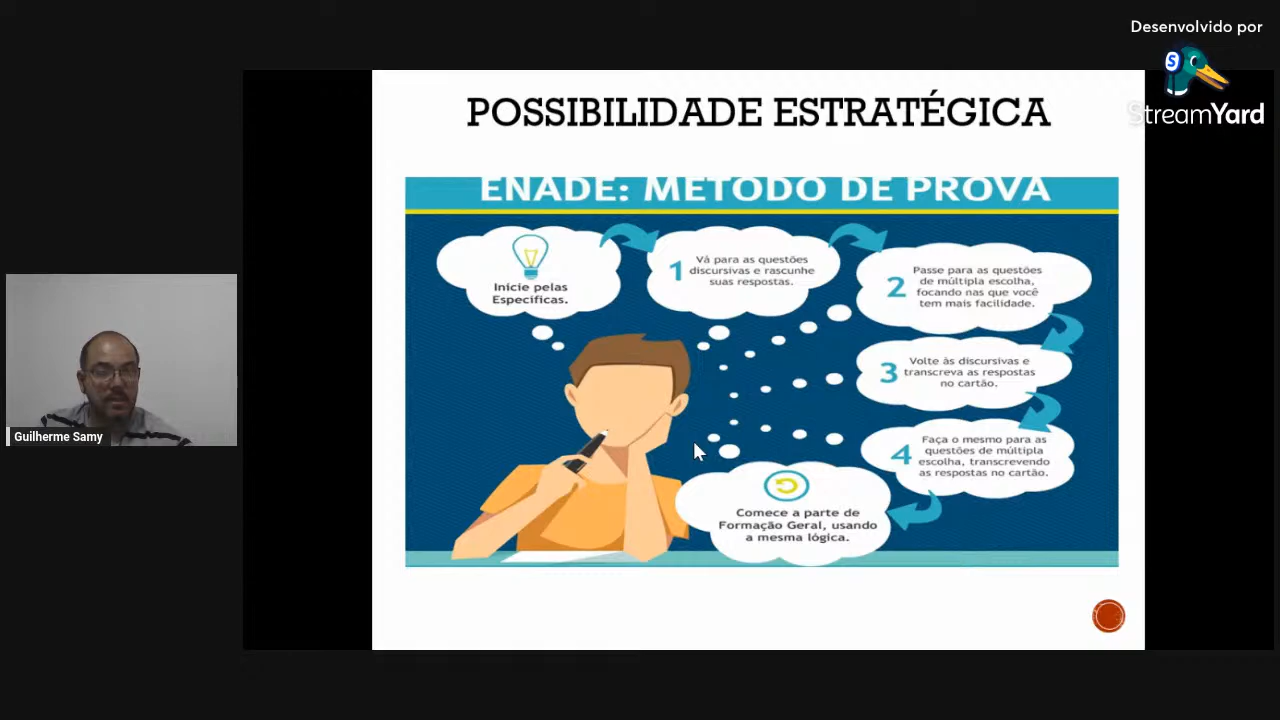 Desenvolvido por
S
StreamYard
POSSIBILIDADE ESTRATÉGICA
ENADE: MÉTODO DE PROVA
Inicie pelas
Específicas.
1
Vá para as questões
discursivas e rascunhe
suas respostas.
2
Passe para as questões
de múltipla escolha,
focando nas que você
tem mais facilidade.
3
Volte às discursivas e
transcreva as respostas
no cartão.
4
Faça o mesmo para as
questões de múltipla
escolha, transcrevendo
as respostas no cartão.
Comece a parte de
Formação Geral, usando
a mesma lógica.
Guilherme Samy